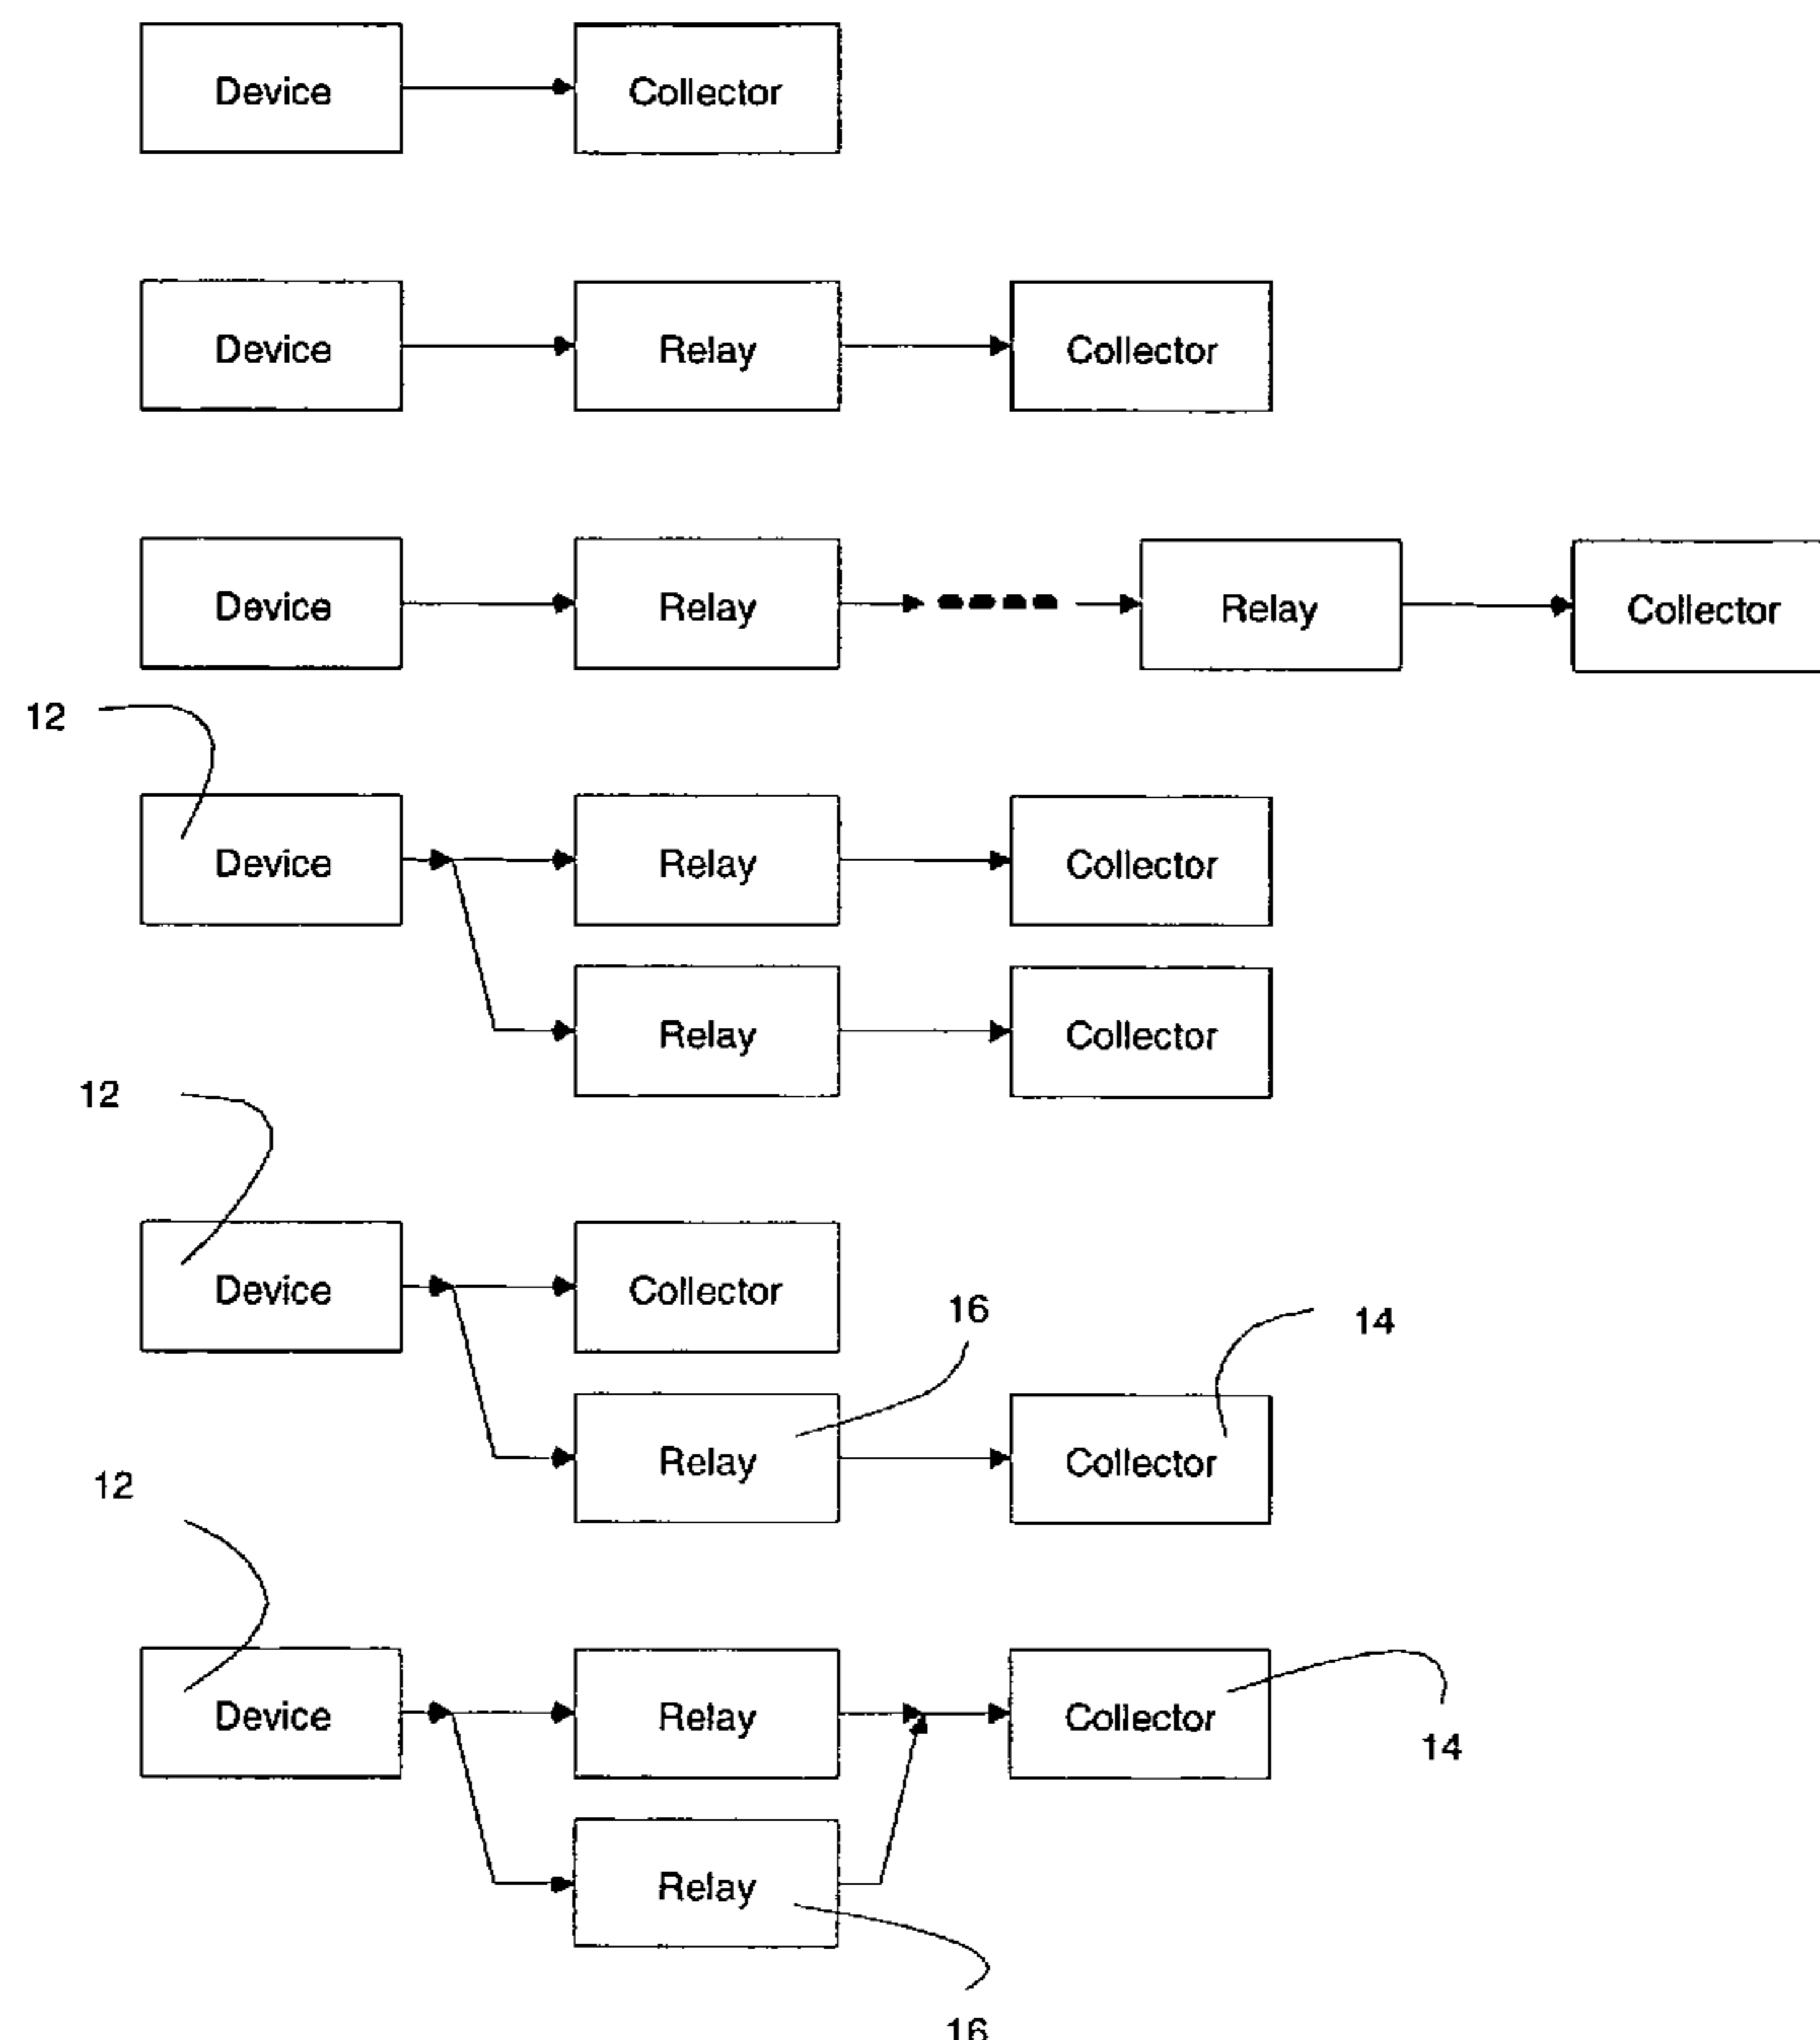 Device Collector
Device Relay Collector
Device Relay Relay Collector
12
Device Relay Collector
Relay Collector
12
Device Collector
16 14
Relay Collector
12
Device Relay Collector
14
Relay
16